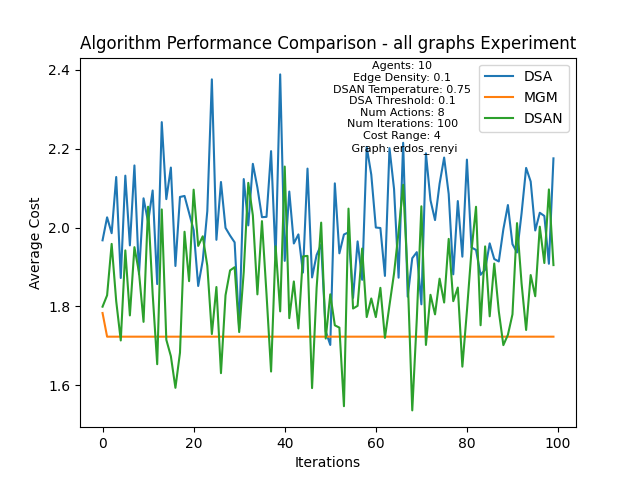 Algorithm Performance Comparison - all graphs Experiment
Agents: 10
Edge Density: 0.1
DSAN Temperature: 0.75
DSA Threshold: 0.1
Num Actions: 8
Num Iterations: 100
Cost Range: 4
Graph: erdos_renyi
DSA
MGM
DSAN
Average Cost
2.4
2.2
2.0
1.8
1.6
0 20 40 60 80 100
Iterations